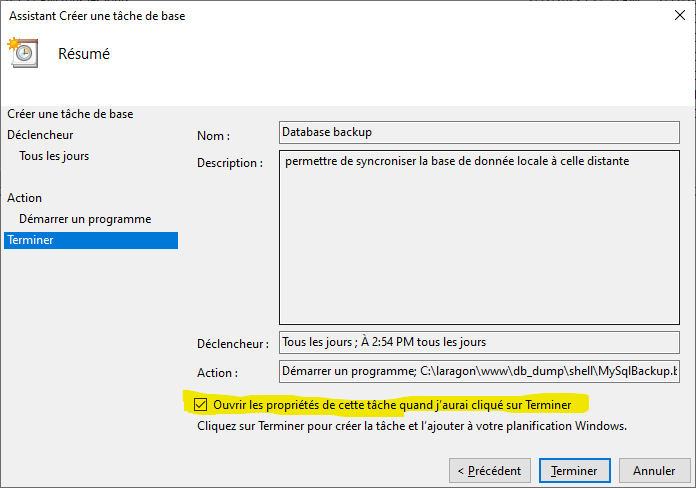 Assistant Créer une tâche de base
Résumé
Créer une tâche de base
Déclencheur
Tous les jours
Action
Démarrer un programme
Terminer
Nom :
Database backup
Description :
permettre de syncroniser la base de donnée locale à celle distante
Déclencheur :
Tous les jours ; À 2:54 PM tous les jours
Action :
Démarrer un programme; C:\laragon\www\db_dump\shell\MySqlBackup.b
Ouvrir les propriétés de cette tâche quand j'aurai cliqué sur Terminer
Cliquez sur Terminer pour créer la tâche et l'ajouter à votre planification Windows.
< Précédent
Terminer
Annuler